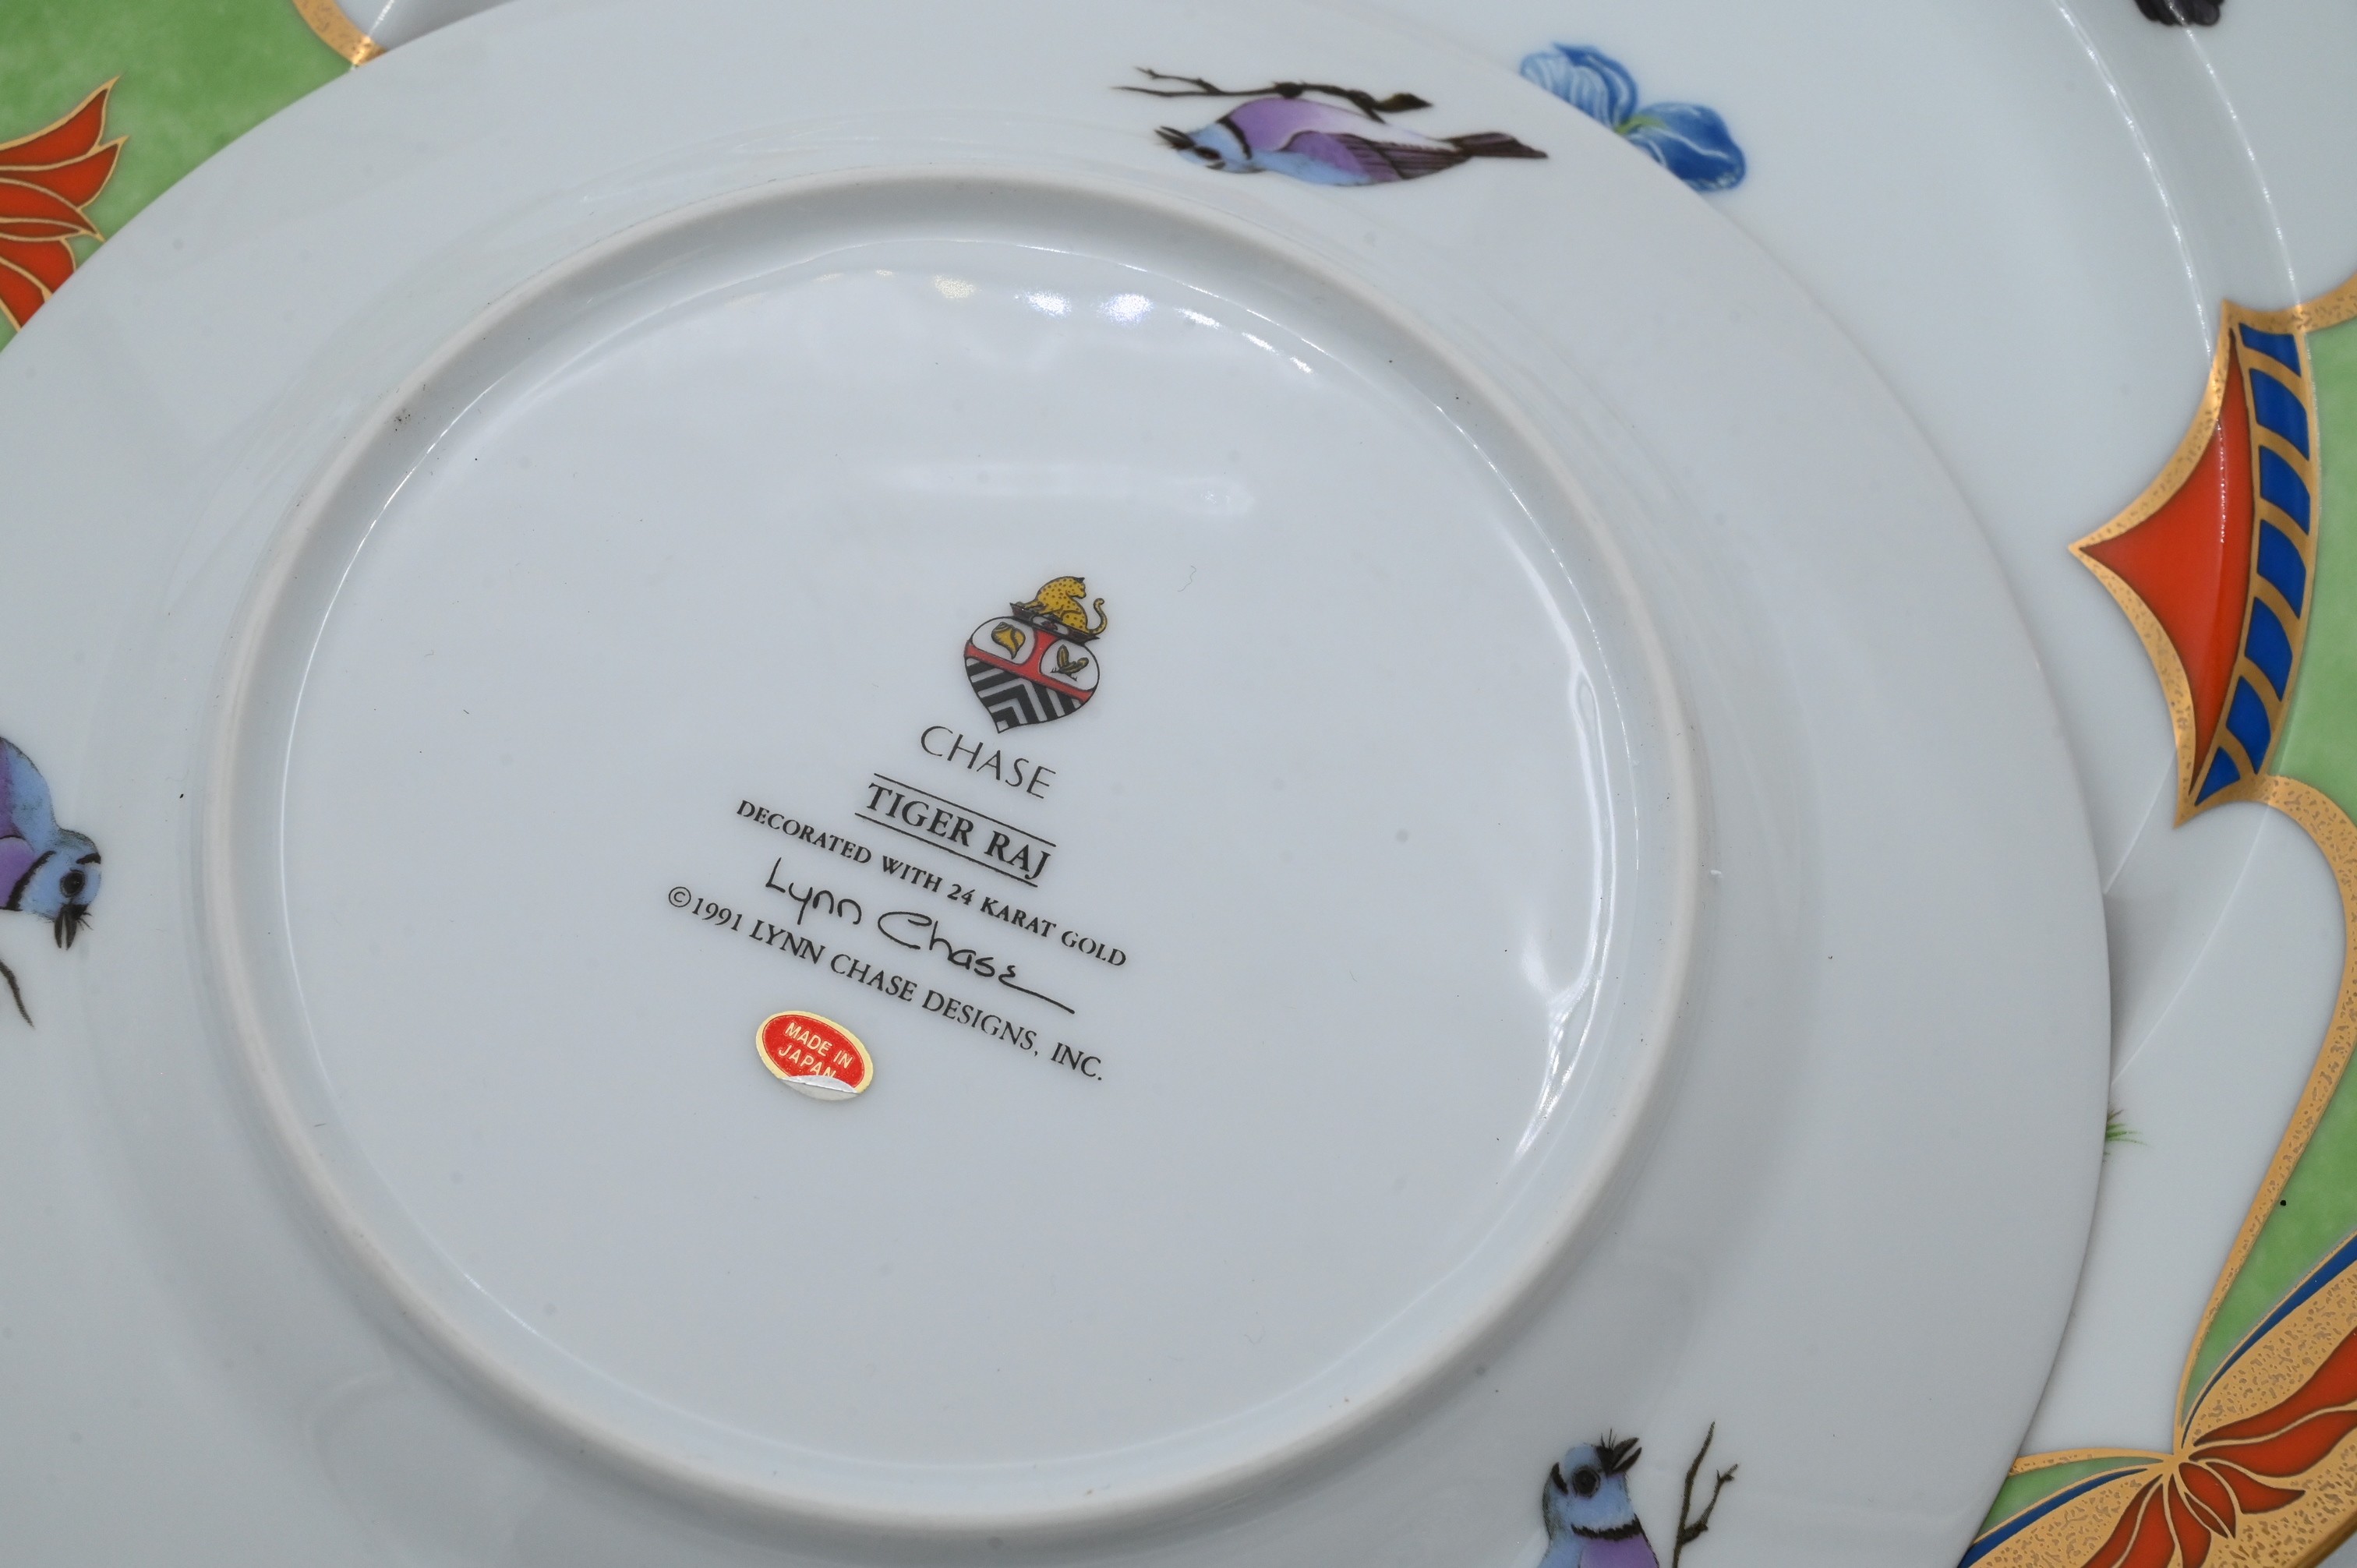 CHASE
TIGER RAJ
DECORATED WITH 24 KARAT GOLD
Lynn Chase
©1991 LYNN CHASE DESIGNS, INC.
MADE IN
JAPAN